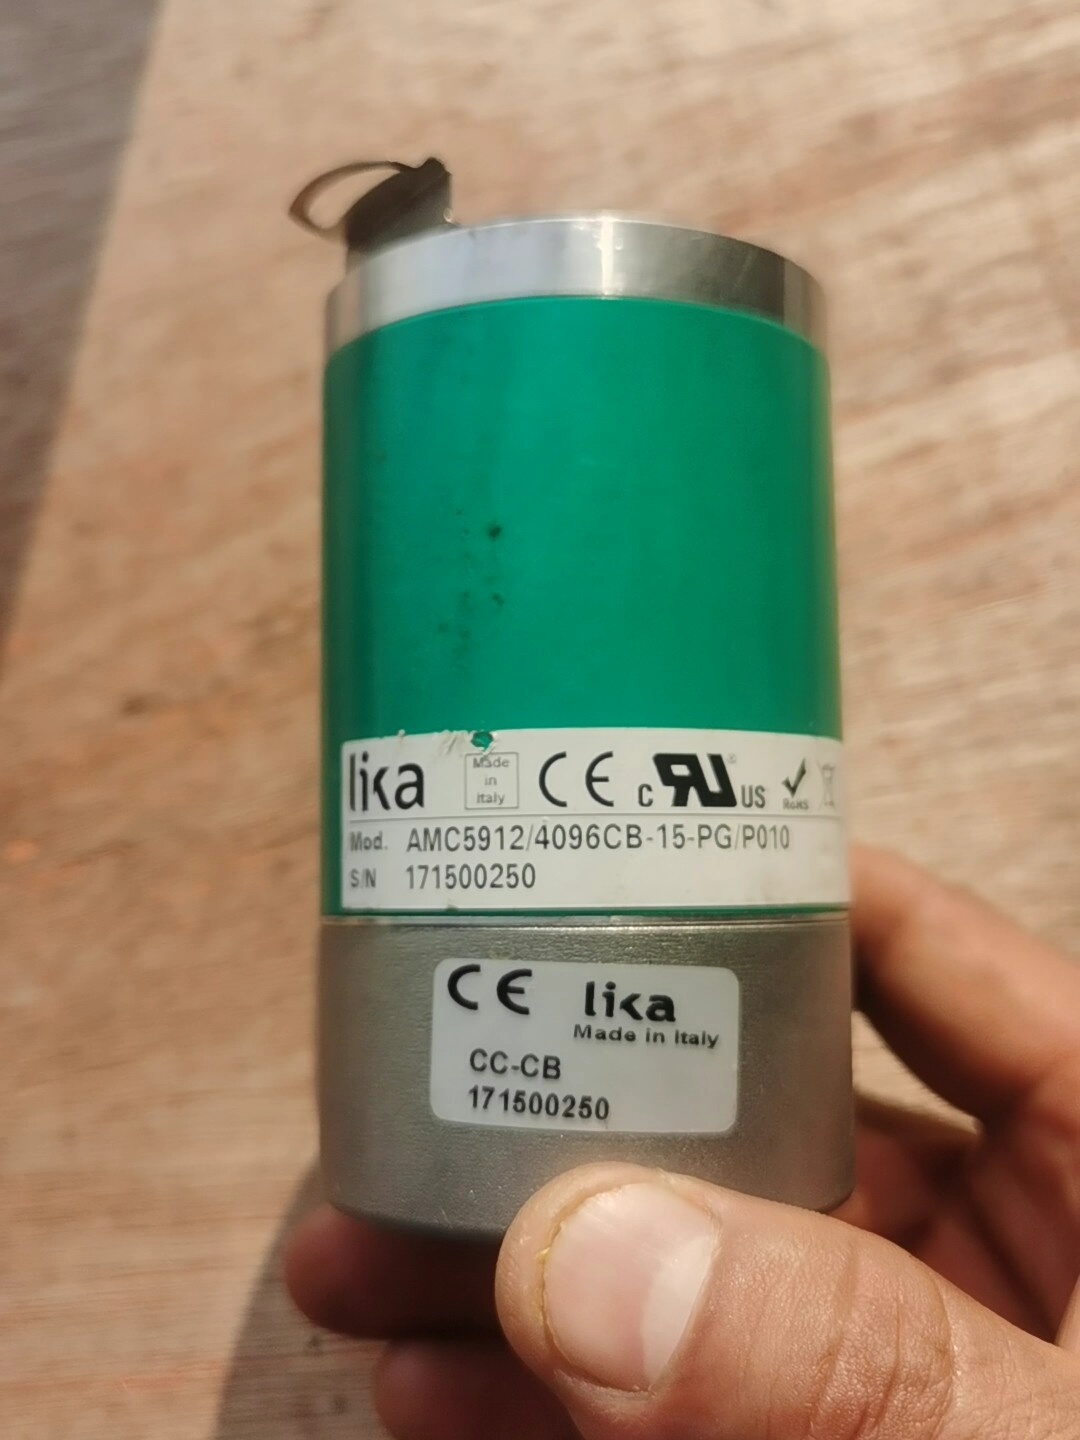 lika Made in Italy CE c RU US RoHS
Mod. AMC5912/4096CB-15-PG/P010
S/N 171500250
CE lika
Made in Italy
CC-CB
171500250